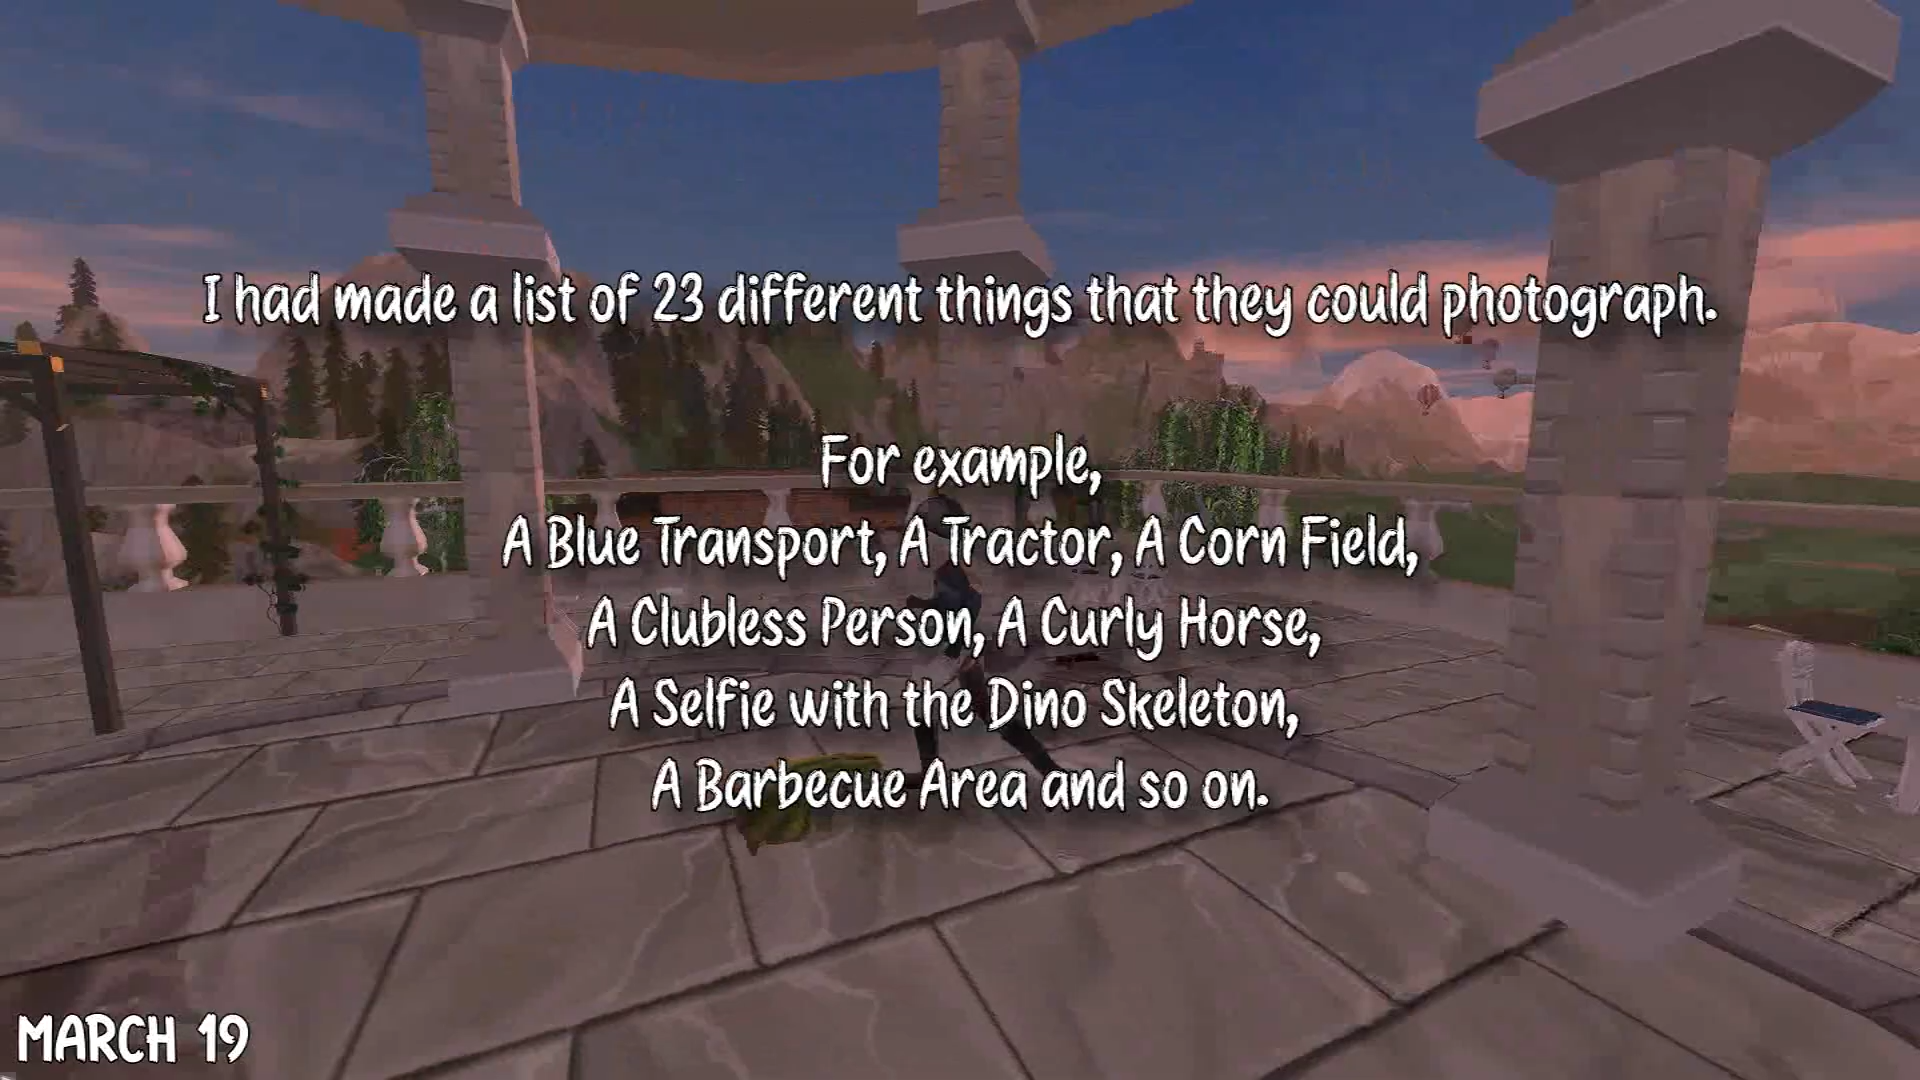 I had made a list of 23 different things that they could photograph.
For example,
A Blue Transport, A Tractor, A Corn Field,
A Clubless Person, A Curly Horse,
A Selfie with the Dino Skeleton,
A Barbecue Area and so on.
MARCH 19